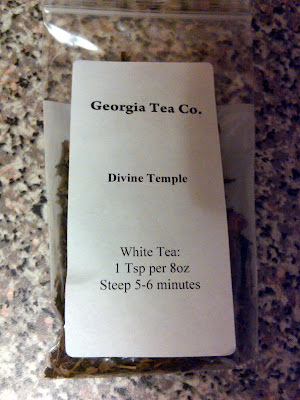 Georgia Tea Co.
Divine Temple
White Tea:
1 Tsp per 8oz
Steep 5-6 minutes